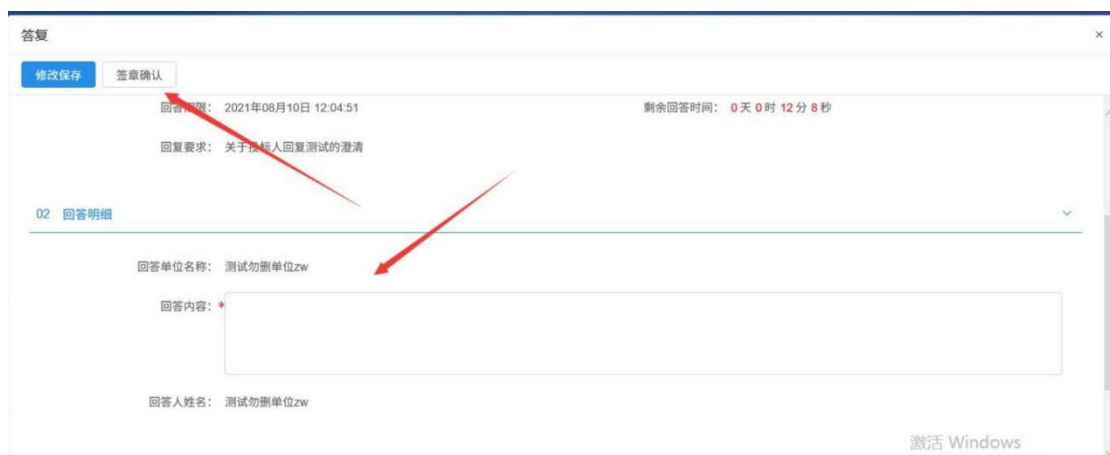 答复
×
修改保存 签章确认
回答期限： 2021年08月10日 12:04:51 剩余回答时间： 0 天 0 时 12 分 8 秒
回复要求： 关于投标人回复测试的澄清
02 回答明细
回答单位名称： 测试勿删单位zw
回答内容：*
回答人姓名： 测试勿删单位zw
激活 Windows